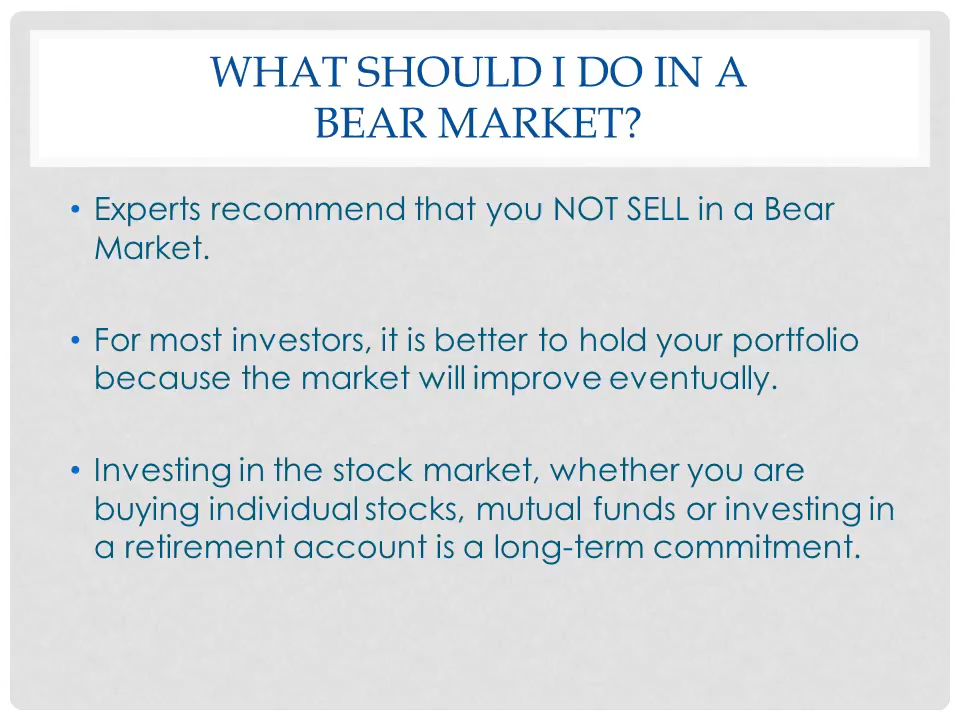 WHAT SHOULD I DO IN A
BEAR MARKET?
• Experts recommend that you NOT SELL in a Bear
Market.
• For most investors, it is better to hold your portfolio
because the market will improve eventually.
• Investing in the stock market, whether you are
buying individual stocks, mutual funds or investing in
a retirement account is a long-term commitment.